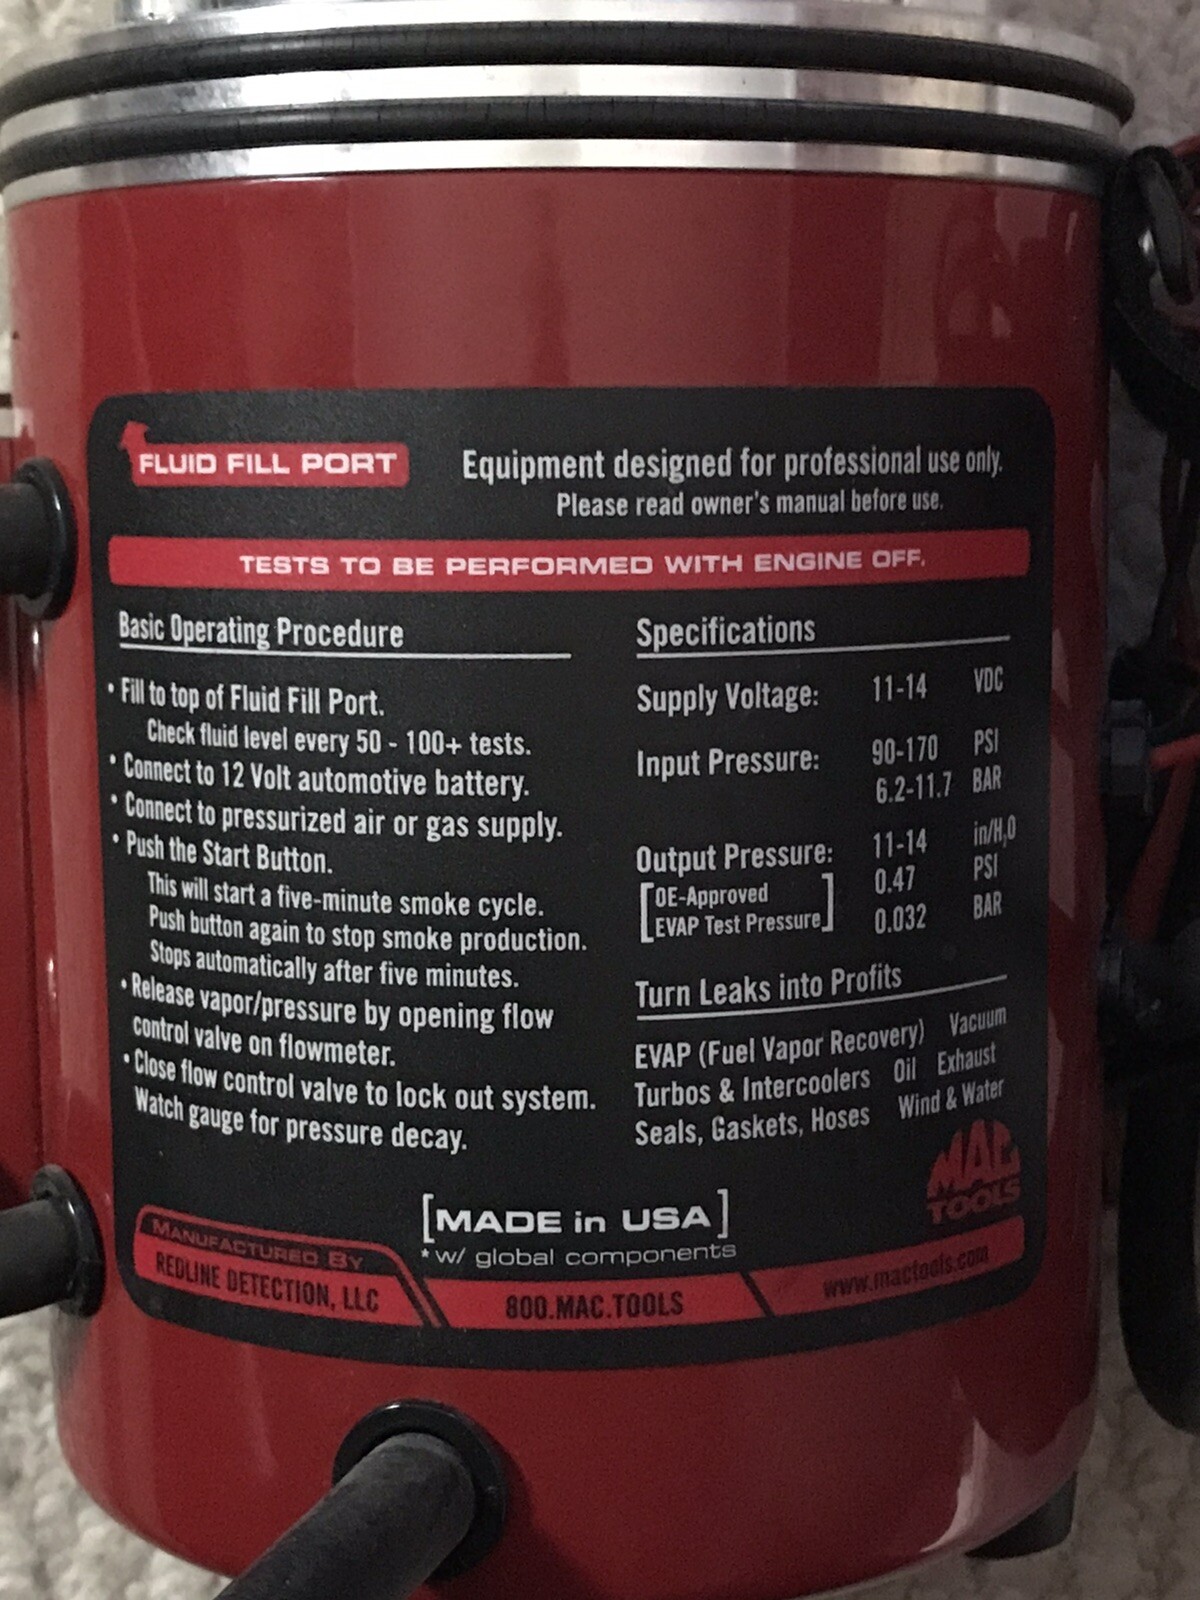 FLUID FILL PORT
Equipment designed for professional use only.
Please read owner's manual before use.
TESTS TO BE PERFORMED WITH ENGINE OFF.
Basic Operating Procedure
• Fill to top of Fluid Fill Port.
Check fluid level every 50 - 100+ tests.
• Connect to 12 Volt automotive battery.
• Connect to pressurized air or gas supply.
• Push the Start Button.
This will start a five-minute smoke cycle.
Push button again to stop smoke production.
Stops automatically after five minutes.
• Release vapor/pressure by opening flow
control valve on flowmeter.
• Close flow control valve to lock out system.
Watch gauge for pressure decay.
Specifications
Supply Voltage: 11-14 VDC
Input Pressure: 90-170 PSI
6.2-11.7 BAR
Output Pressure: 11-14 in/H₂O
[OE-Approved 0.47 PSI
EVAP Test Pressure] 0.032 BAR
Turn Leaks into Profits
EVAP (Fuel Vapor Recovery) Vacuum
Turbos & Intercoolers Oil Exhaust
Seals, Gaskets, Hoses Wind & Water
MAC
TOOLS
[MADE in USA]
* w/ global components
MANUFACTURED BY
REDLINE DETECTION, LLC
800.MAC.TOOLS
www.mactools.com